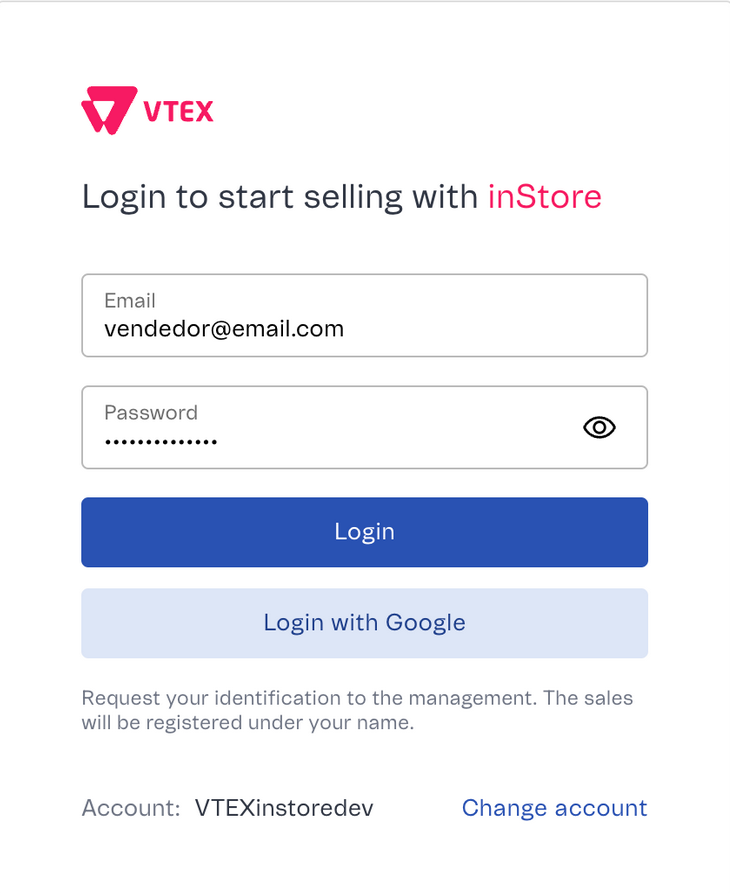 VTEX
Login to start selling with inStore
Email
vendedor@email.com
Password
••••••••••••••
Login
Login with Google
Request your identification to the management. The sales
will be registered under your name.
Account: VTEXinstoredev Change account